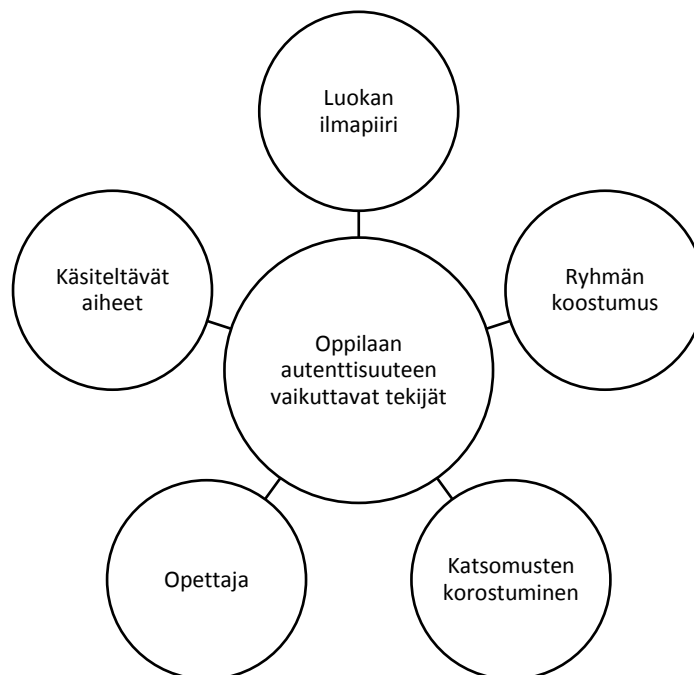 Luokan
ilmapiiri
Käsiteltävät
aiheet
Ryhmän
koostumus
Oppilaan
autenttisuuteen
vaikuttavat tekijät
Opettaja
Katsomusten
korostuminen